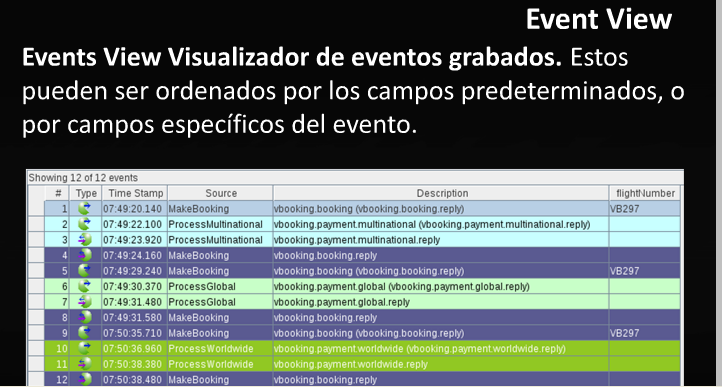 Event View
Events View Visualizador de eventos grabados. Estos
pueden ser ordenados por los campos predeterminados, o
por campos específicos del evento.
Showing 12 of 12 events
# Type Time Stamp Source Description flightNumber
1 07:49:20.140 MakeBooking vbooking.booking (vbooking.booking.reply) VB297
2 07:49:22.100 ProcessMultinational vbooking.payment.multinational (vbooking.payment.multinational.reply)
3 07:49:23.920 ProcessMultinational vbooking.payment.multinational.reply
4 07:49:24.160 MakeBooking vbooking.booking.reply
5 07:49:29.240 MakeBooking vbooking.booking (vbooking.booking.reply) VB297
6 07:49:30.370 ProcessGlobal vbooking.payment.global (vbooking.payment.global.reply)
7 07:49:31.480 ProcessGlobal vbooking.payment.global.reply
8 07:49:31.580 MakeBooking vbooking.booking.reply
9 07:50:35.710 MakeBooking vbooking.booking (vbooking.booking.reply) VB297
10 07:50:36.960 ProcessWorldwide vbooking.payment.worldwide (vbooking.payment.worldwide.reply)
11 07:50:38.380 ProcessWorldwide vbooking.payment.worldwide.reply
12 07:50:38.480 MakeBooking vbooking.booking.reply